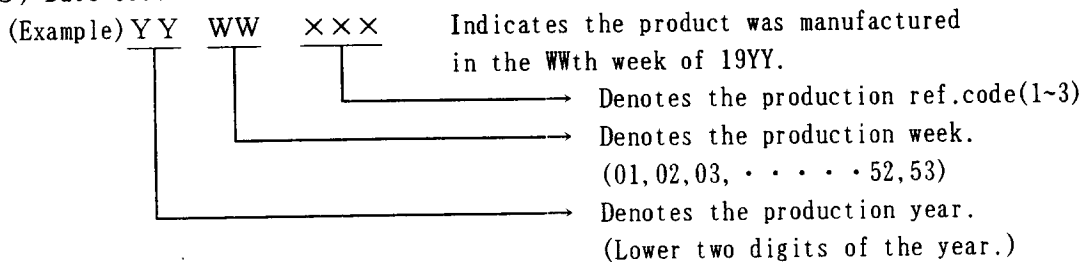 (Example) YY WW ××× Indicates the product was manufactured
in the WWth week of 19YY.
Denotes the production ref.code(1~3)
Denotes the production week.
(01,02,03, ・ ・ ・ ・ ・ 52,53)
Denotes the production year.
(Lower two digits of the year.)